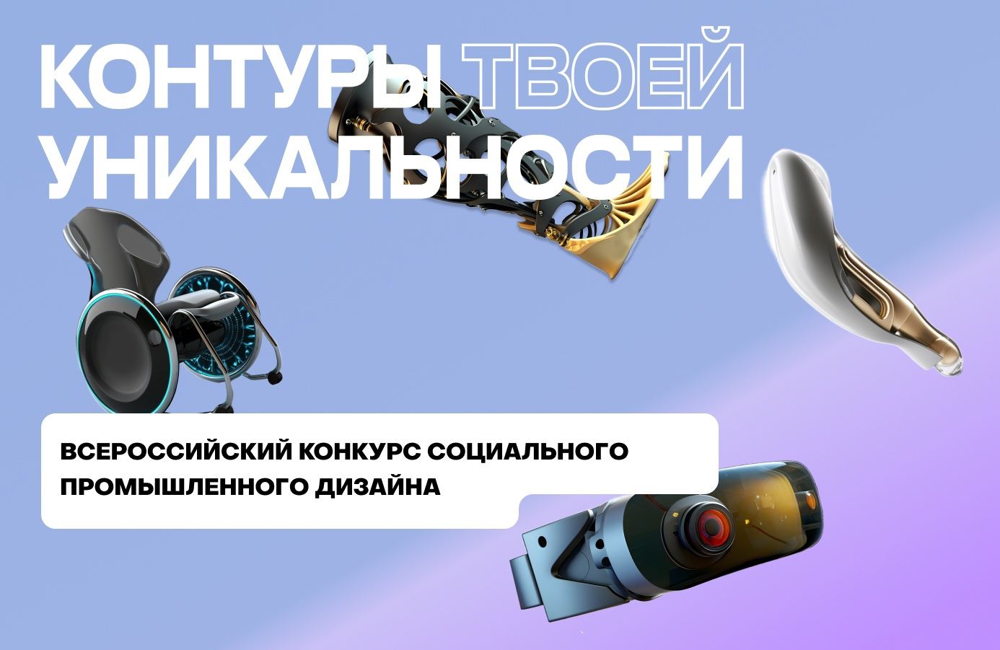 КОНТУРЫ ТВОЕЙ
УНИКАЛЬНОСТИ
ВСЕРОССИЙСКИЙ КОНКУРС СОЦИАЛЬНОГО
ПРОМЫШЛЕННОГО ДИЗАЙНА